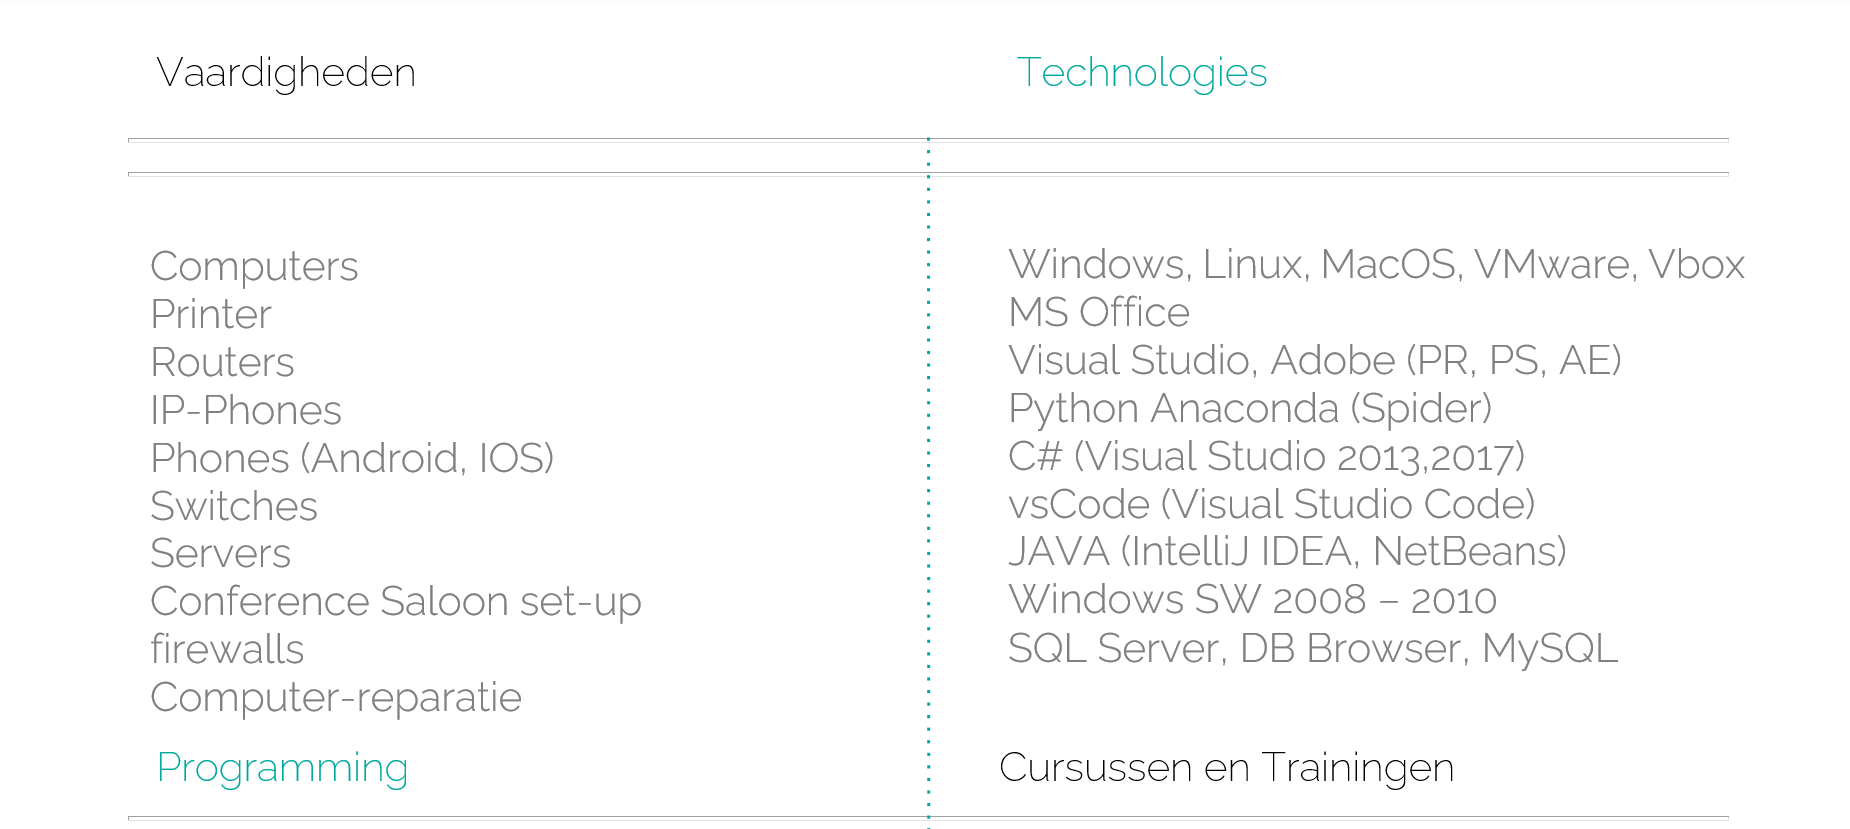 Vaardigheden
Technologies
Computers
Printer
Routers
IP-Phones
Phones (Android, IOS)
Switches
Servers
Conference Saloon set-up
firewalls
Computer-reparatie
Windows, Linux, MacOS, VMware, Vbox
MS Office
Visual Studio, Adobe (PR, PS, AE)
Python Anaconda (Spider)
C# (Visual Studio 2013,2017)
vsCode (Visual Studio Code)
JAVA (IntelliJ IDEA, NetBeans)
Windows SW 2008 – 2010
SQL Server, DB Browser, MySQL
Programming
Cursussen en Trainingen